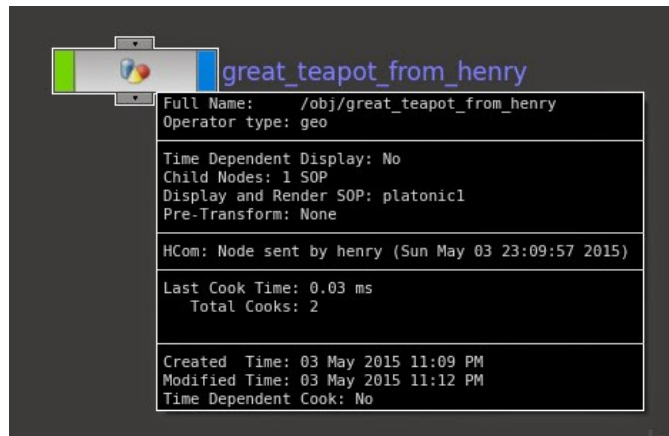 great_teapot_from_henry
Full Name: /obj/great_teapot_from_henry
Operator type: geo
Time Dependent Display: No
Child Nodes: 1 SOP
Display and Render SOP: platonic1
Pre-Transform: None
HCom: Node sent by henry (Sun May 03 23:09:57 2015)
Last Cook Time: 0.03 ms
Total Cooks: 2
Created Time: 03 May 2015 11:09 PM
Modified Time: 03 May 2015 11:12 PM
Time Dependent Cook: No